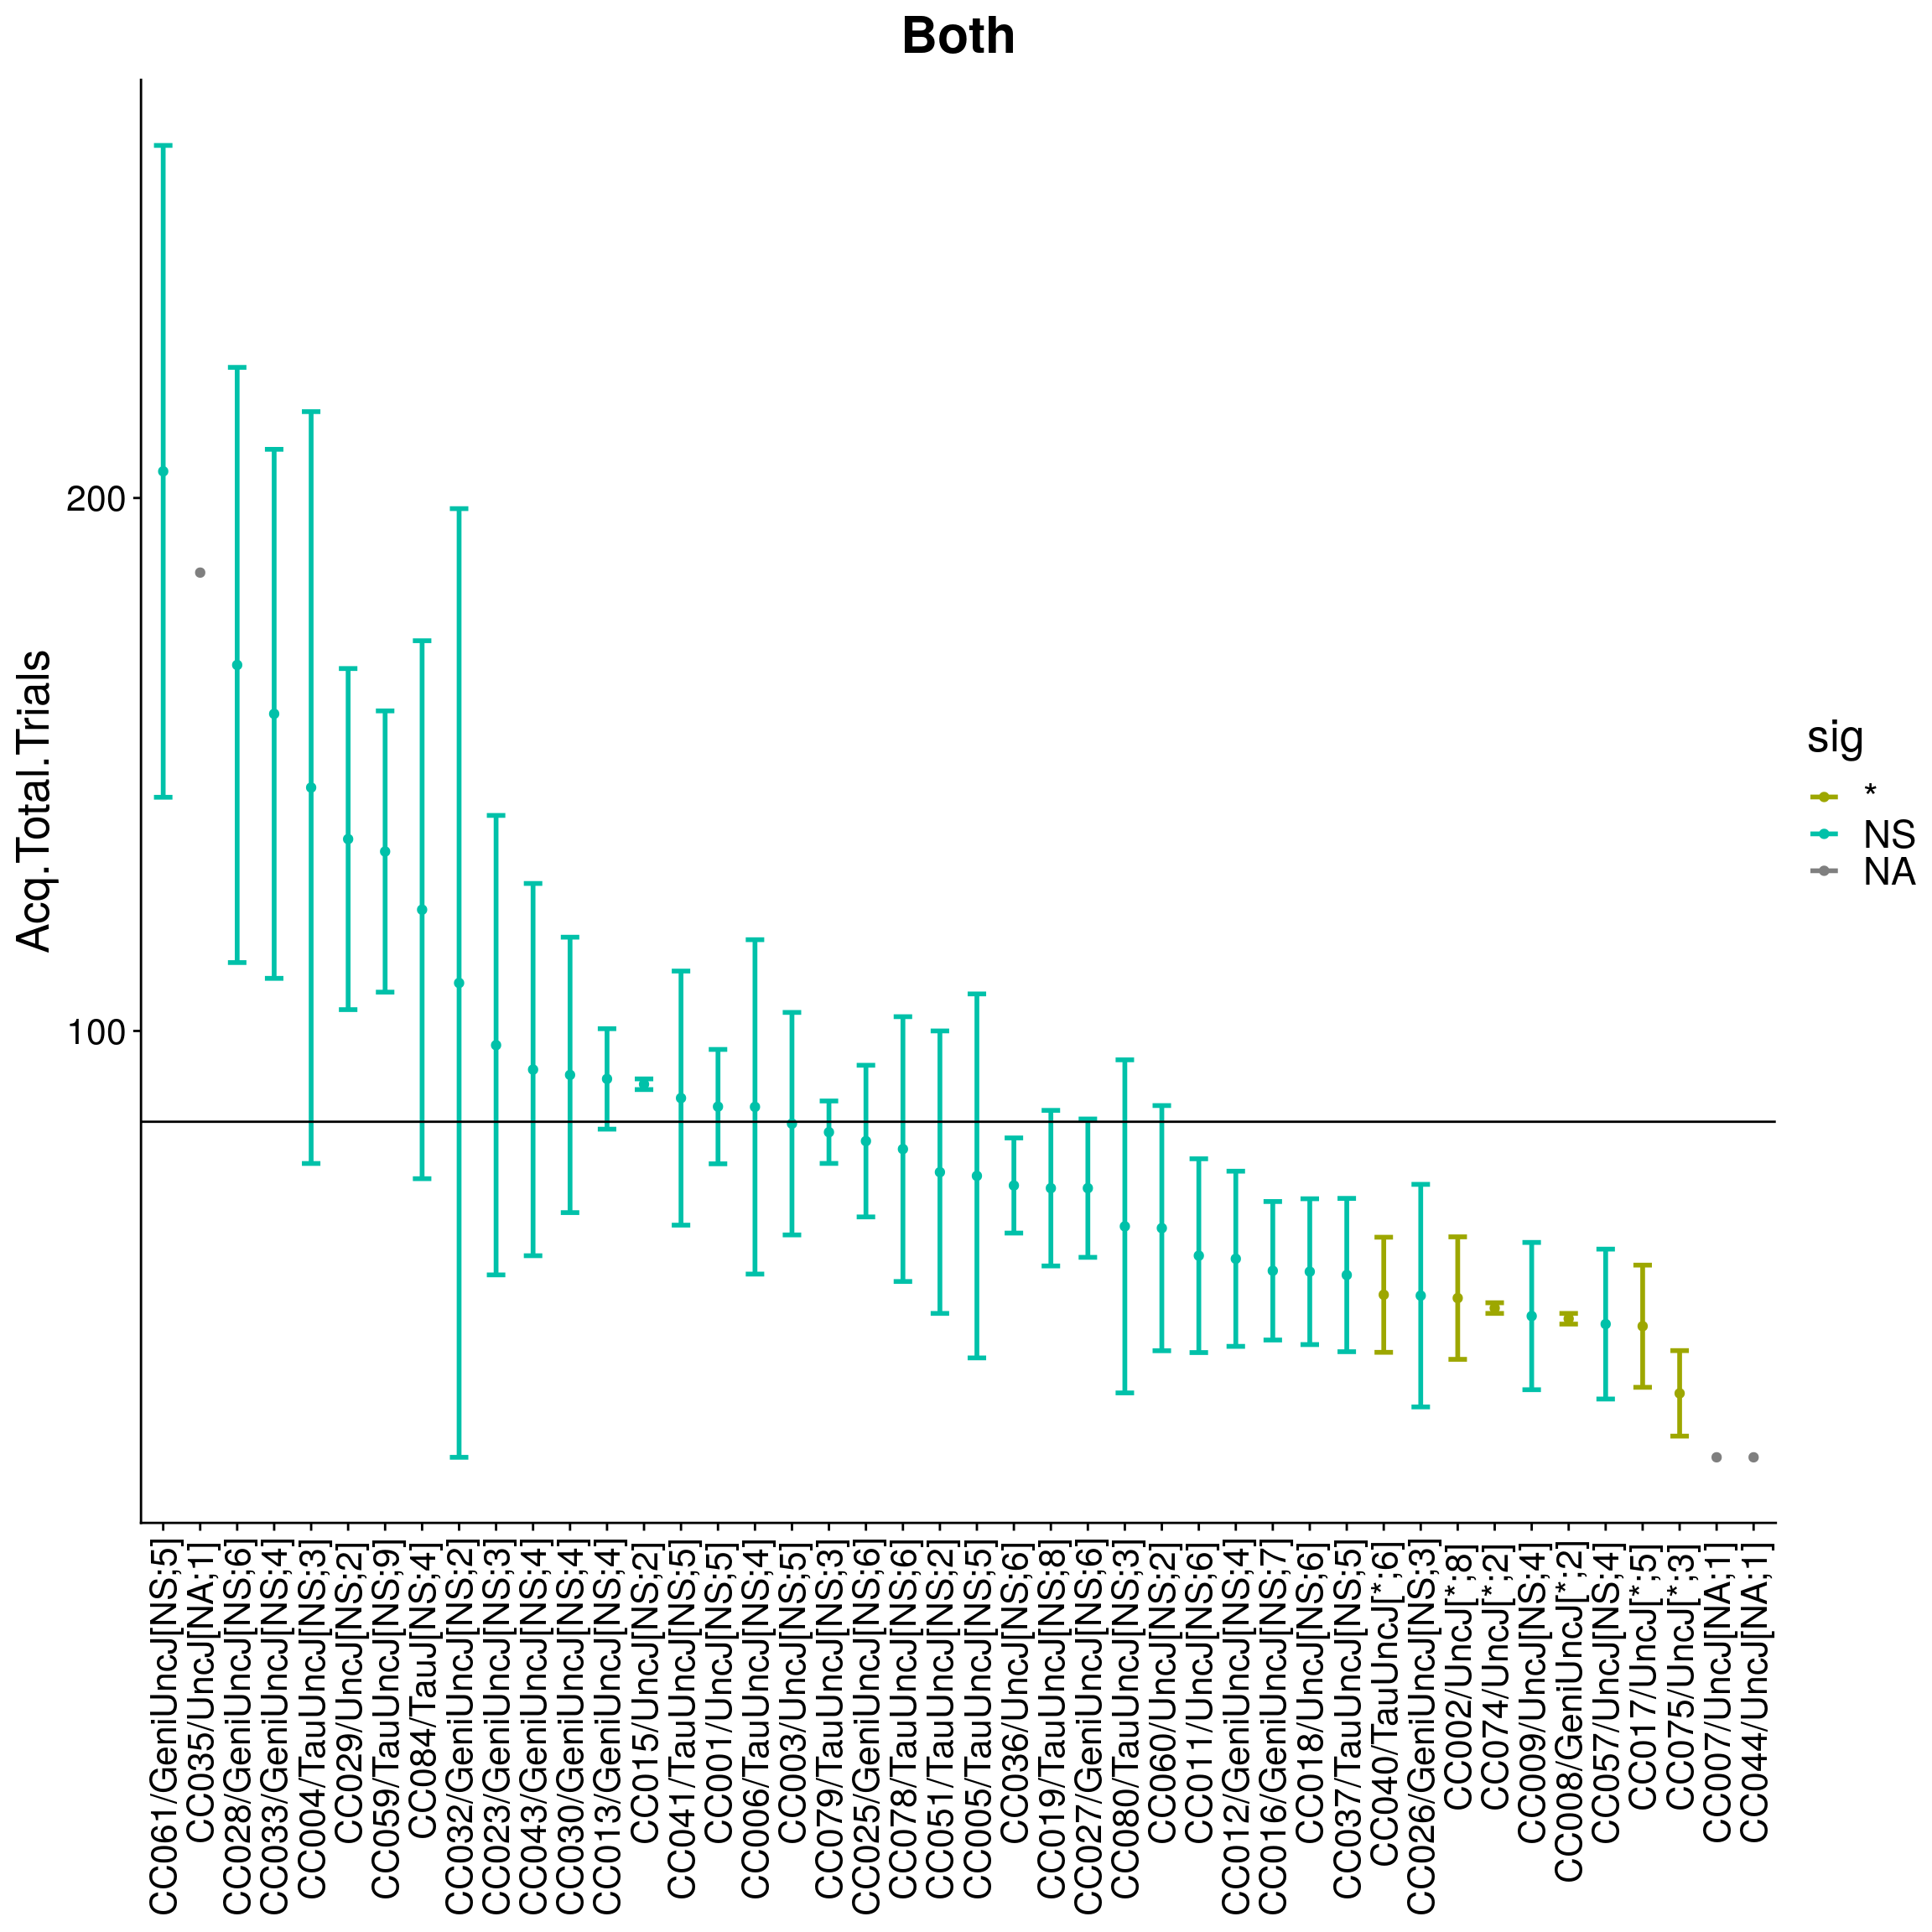 Both
Acq.Total.Trials
200
100
CC061/GeniUncJ[NS;5]
CC035/UncJ[NA;1]
CC028/GeniUncJ[NS;6]
CC033/GeniUncJ[NS;4]
CC004/TauUncJ[NS;3]
CC029/UncJ[NS;2]
CC059/TauUncJ[NS;9]
CC084/TauJ[NS;4]
CC032/GeniUncJ[NS;2]
CC023/GeniUncJ[NS;3]
CC043/GeniUncJ[NS;4]
CC030/GeniUncJ[NS;4]
CC013/GeniUncJ[NS;4]
CC015/UncJ[NS;2]
CC041/TauUncJ[NS;5]
CC001/UncJ[NS;5]
CC006/TauUncJ[NS;4]
CC003/UncJ[NS;5]
CC079/TauUncJ[NS;3]
CC025/GeniUncJ[NS;6]
CC078/TauUncJ[NS;6]
CC051/TauUncJ[NS;2]
CC005/TauUncJ[NS;5]
CC036/UncJ[NS;6]
CC019/TauUncJ[NS;8]
CC027/GeniUncJ[NS;6]
CC080/TauUncJ[NS;3]
CC060/UncJ[NS;2]
CC011/UncJ[NS;6]
CC012/GeniUncJ[NS;4]
CC016/GeniUncJ[NS;7]
CC018/UncJ[NS;6]
CC037/TauUncJ[NS;5]
CC040/TauUncJ[*;6]
CC026/GeniUncJ[NS;3]
CC002/UncJ[*;8]
CC074/UncJ[*;2]
CC009/UncJ[NS;4]
CC008/GeniUncJ[*;2]
CC057/UncJ[NS;4]
CC017/UncJ[*;5]
CC075/UncJ[*;3]
CC007/UncJ[NA;1]
CC044/UncJ[NA;1]
sig
*
NS
NA